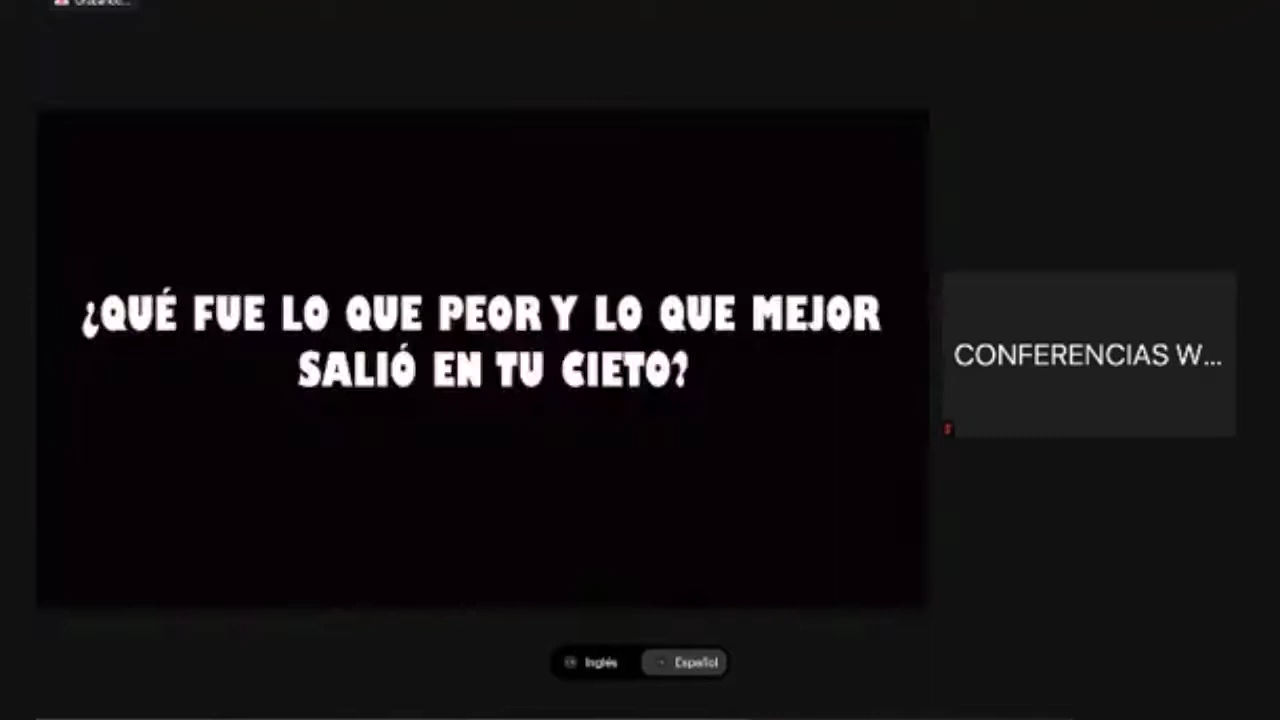 ¿QUÉ FUE LO QUE PEOR Y LO QUE MEJOR
SALIÓ EN TU CIETO?
CONFERENCIAS W...
Inglés
Español